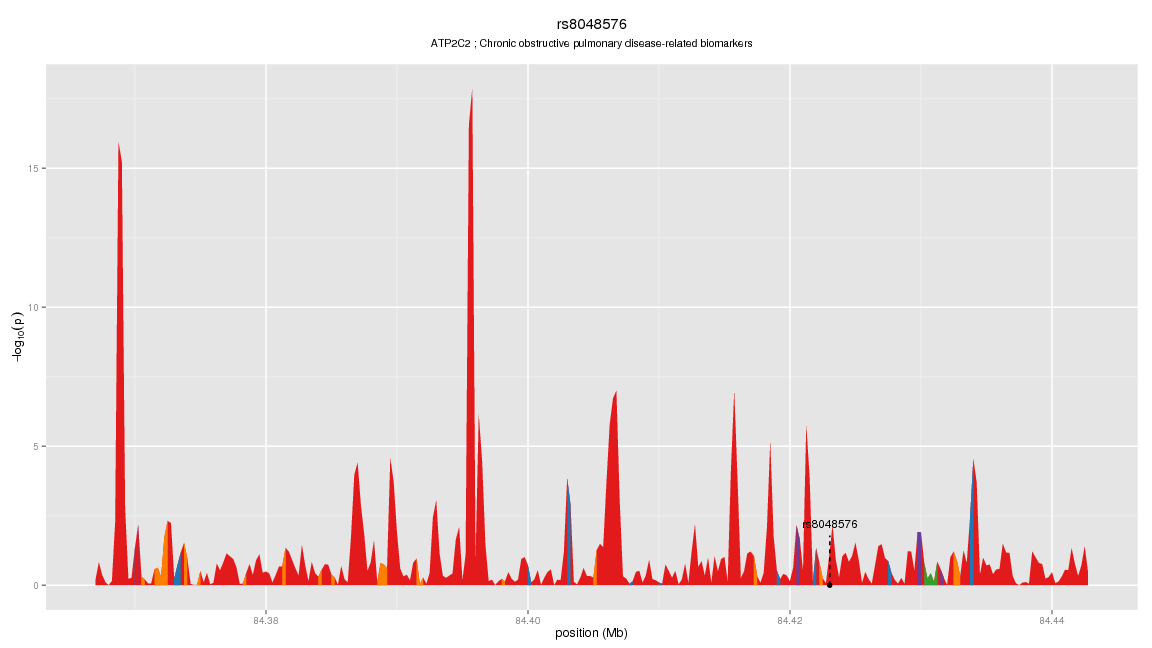 rs8048576
ATP2C2 ; Chronic obstructive pulmonary disease-related biomarkers
15
10
5
0
−log10(p)
rs8048576
84.38
84.40
84.42
84.44
position (Mb)